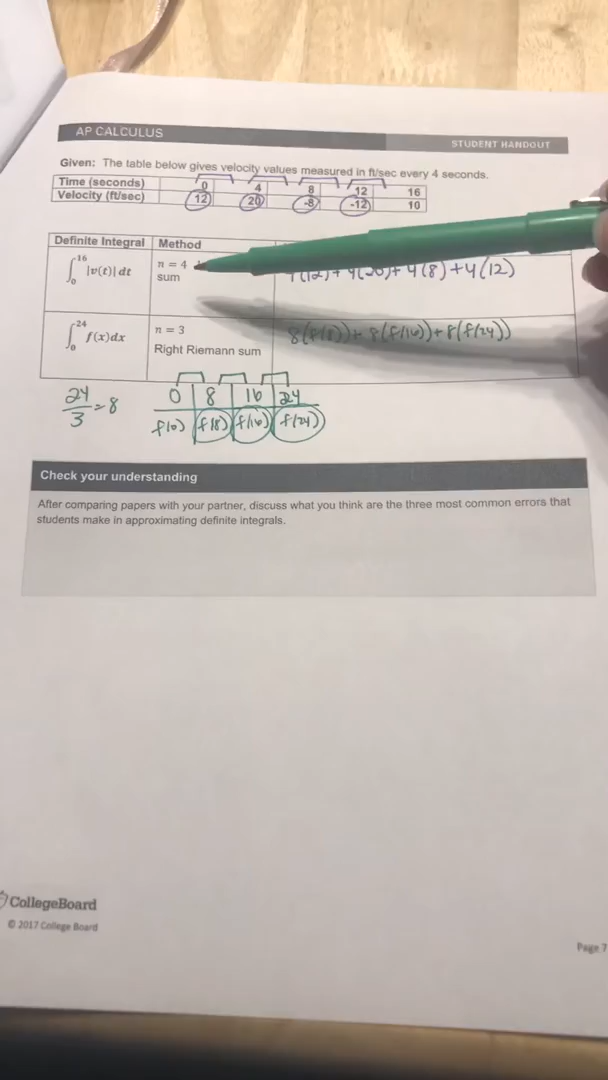 AP CALCULUS
STUDENT HANDOUT
Given: The table below gives velocity values measured in ft/sec every 4 seconds.
Time (seconds) 0 4 8 12 16
Velocity (ft/sec) 12 20 -8 -12 10
Definite Integral Method
∫₀¹⁶ |v(t)| dt
n = 4
sum
4(20)+ 4(8)+4(12)
∫₀²⁴ f(x)dx
n = 3
Right Riemann sum
8(f(8))+ 8(f(16))+8(f(24))
24/3=8
0 8 16 24
f(0) f(8) f(16) f(24)
Check your understanding
After comparing papers with your partner, discuss what you think are the three most common errors that
students make in approximating definite integrals.
CollegeBoard
© 2017 College Board
Page 7